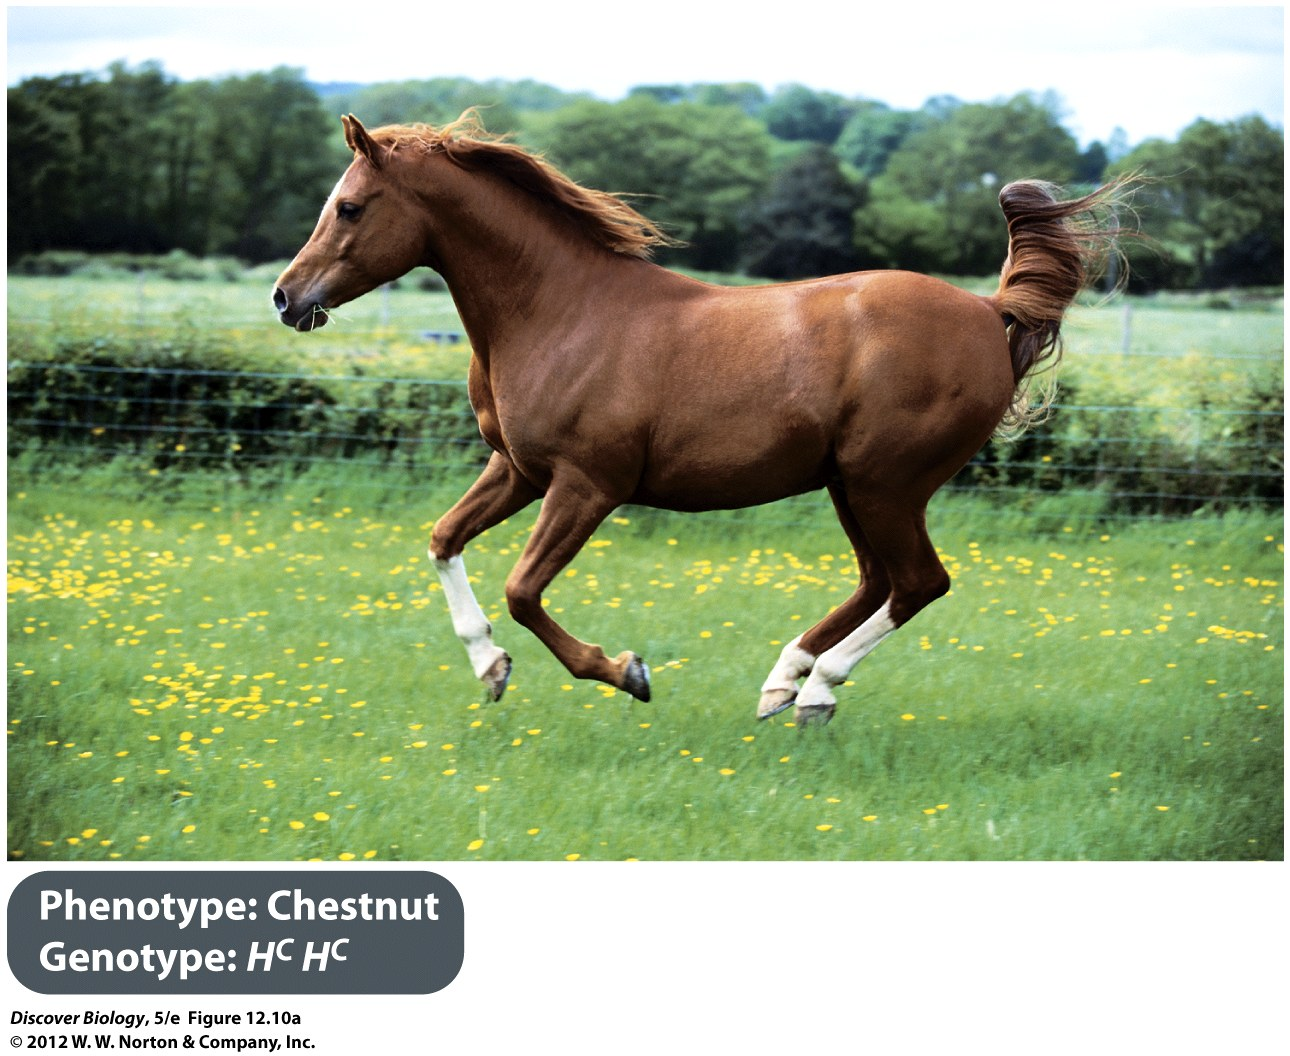 Phenotype: Chestnut
Genotype: Hᶜ Hᶜ
Discover Biology, 5/e Figure 12.10a
© 2012 W. W. Norton & Company, Inc.